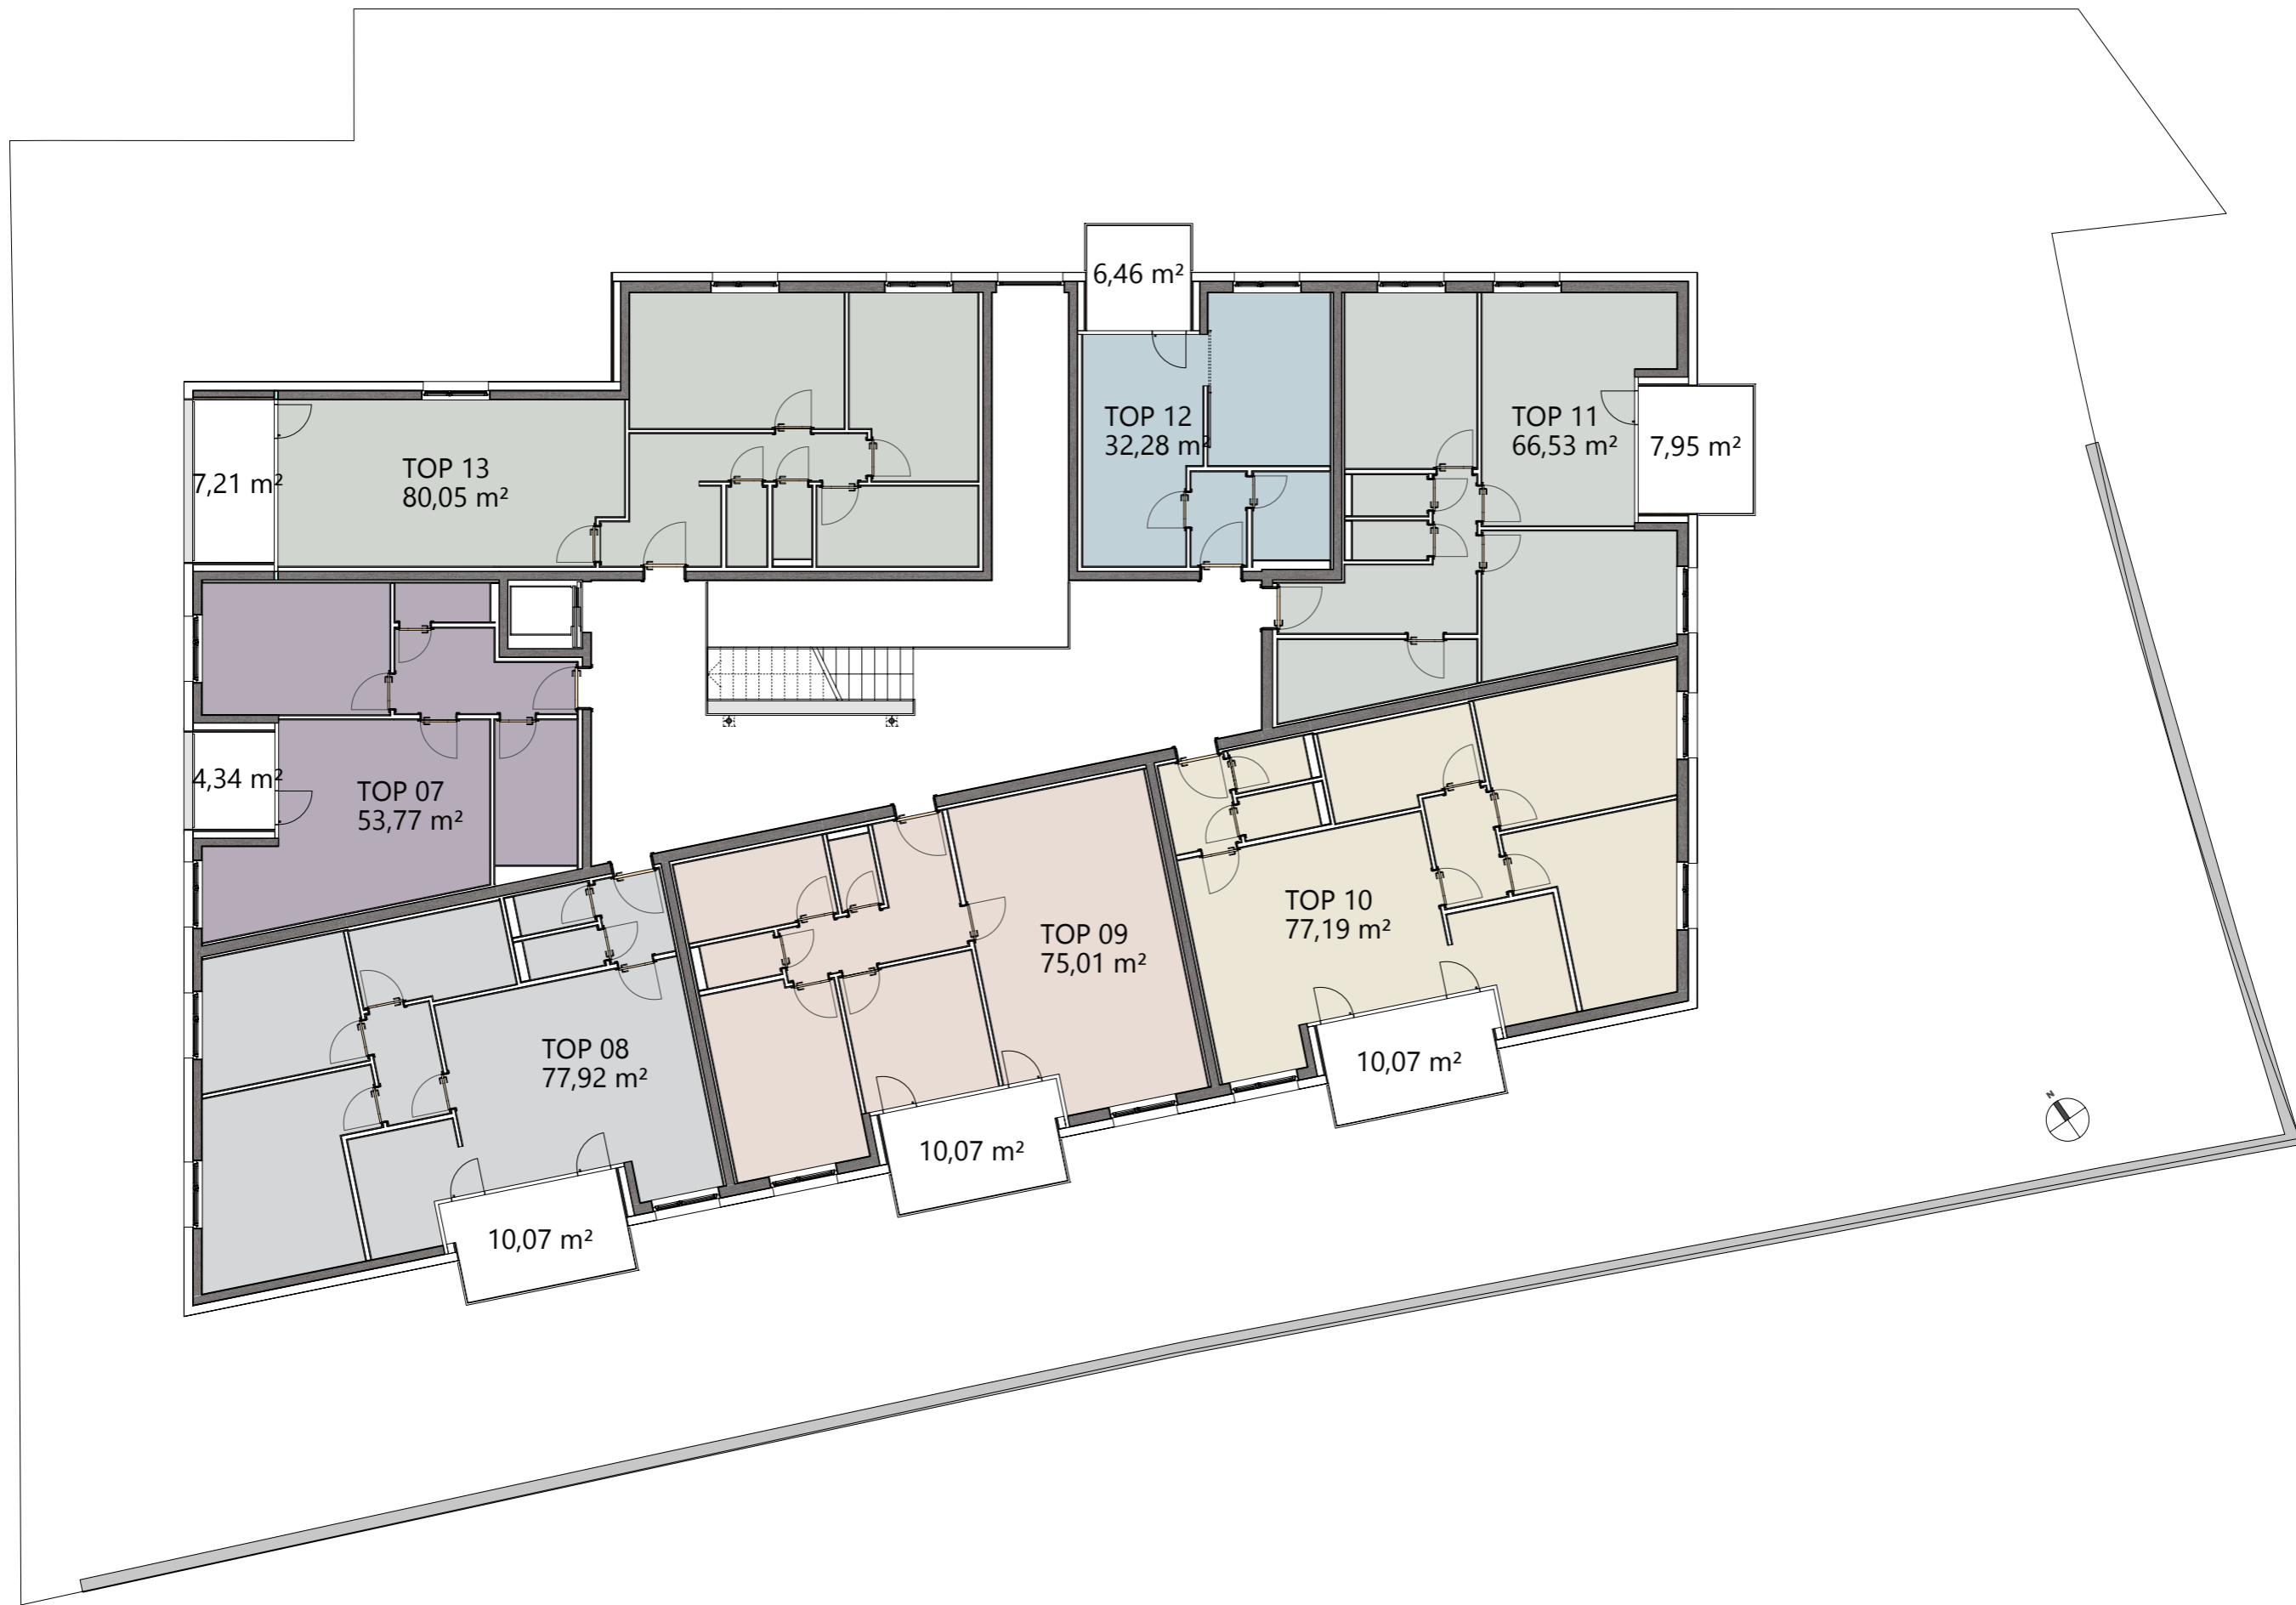 6,46 m²
TOP 12
32,28 m²
TOP 11
66,53 m²
7,95 m²
TOP 13
80,05 m²
7,21 m²
4,34 m²
TOP 07
53,77 m²
TOP 10
77,19 m²
TOP 09
75,01 m²
TOP 08
77,92 m²
10,07 m²
10,07 m²
10,07 m²
N